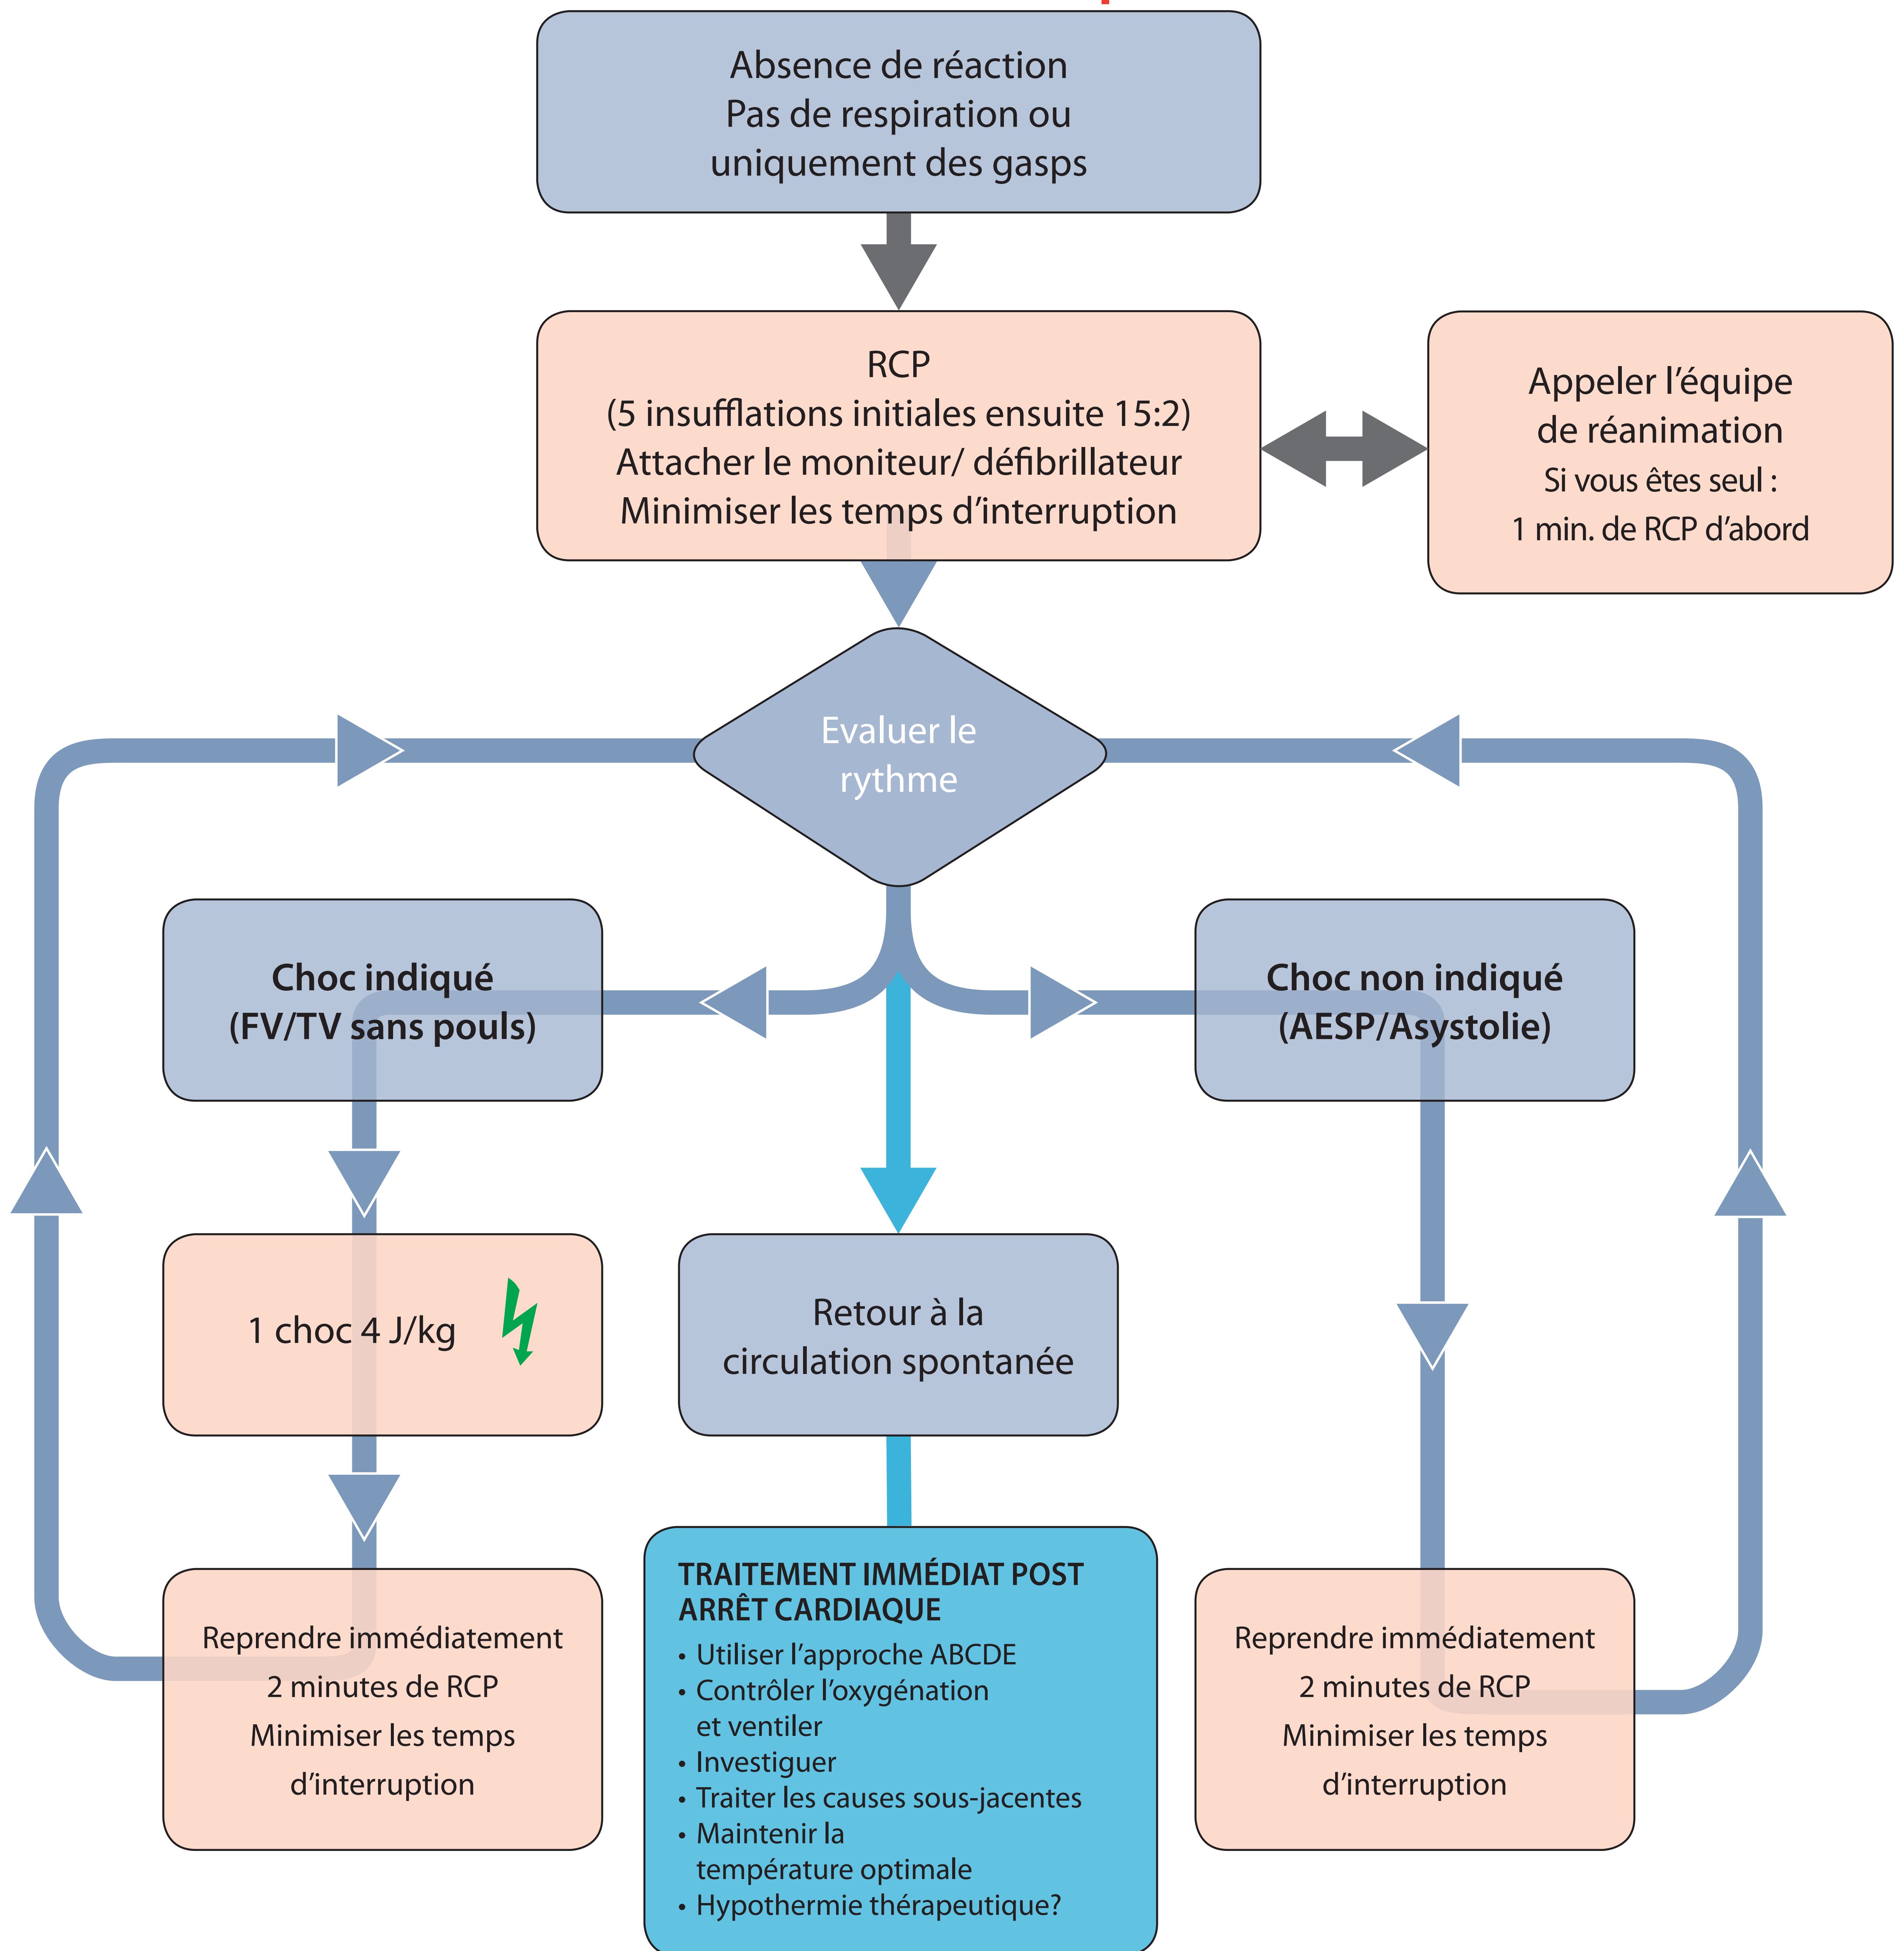 Absence de réaction
Pas de respiration ou
uniquement des gasps
RCP
(5 insufflations initiales ensuite 15:2)
Attacher le moniteur/ défibrillateur
Minimiser les temps d’interruption
Appeler l’équipe
de réanimation
Si vous êtes seul :
1 min. de RCP d’abord
Evaluer le
rythme
Choc indiqué
(FV/TV sans pouls)
Choc non indiqué
(AESP/Asystolie)
1 choc 4 J/kg
Retour à la
circulation spontanée
Reprendre immédiatement
2 minutes de RCP
Minimiser les temps
d’interruption
TRAITEMENT IMMÉDIAT POST
ARRÊT CARDIAQUE
• Utiliser l’approche ABCDE
• Contrôler l’oxygénation
et ventiler
• Investiguer
• Traiter les causes sous-jacentes
• Maintenir la
température optimale
• Hypothermie thérapeutique?
Reprendre immédiatement
2 minutes de RCP
Minimiser les temps
d’interruption